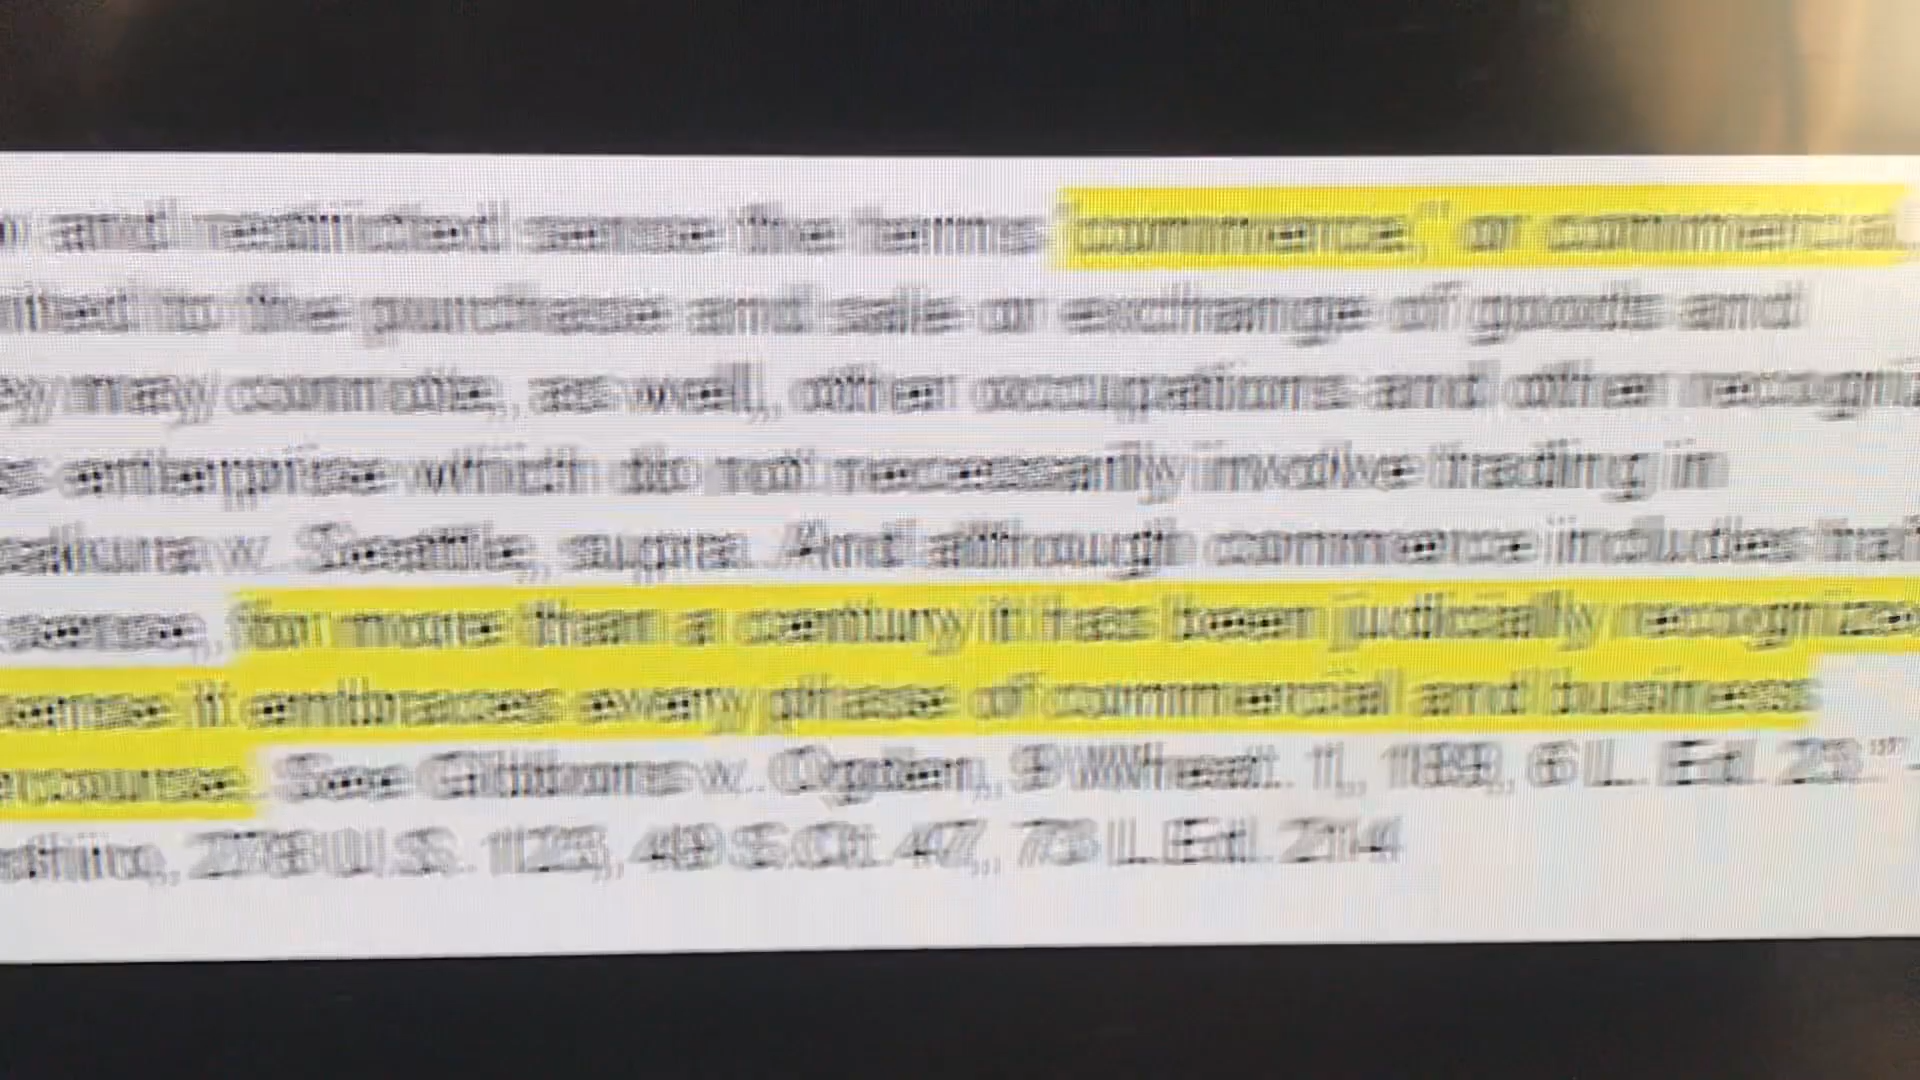 and restricted sense the terms "commerce," or commercial,
to the purchase and sale or exchange of goods and
may connote, as well, other occupations and other
enterprise which do not necessarily involve trading in
v. Seattle, supra. And although commerce includes
sense, for more than a century it has been judicially
it embraces every phase of commercial and business
See Gibbons v. Ogden, 9 Wheat. 1, 189, 6 L. Ed. 23
278 U.S. 123, 49 S.Ct. 47, 73 L.Ed. 214